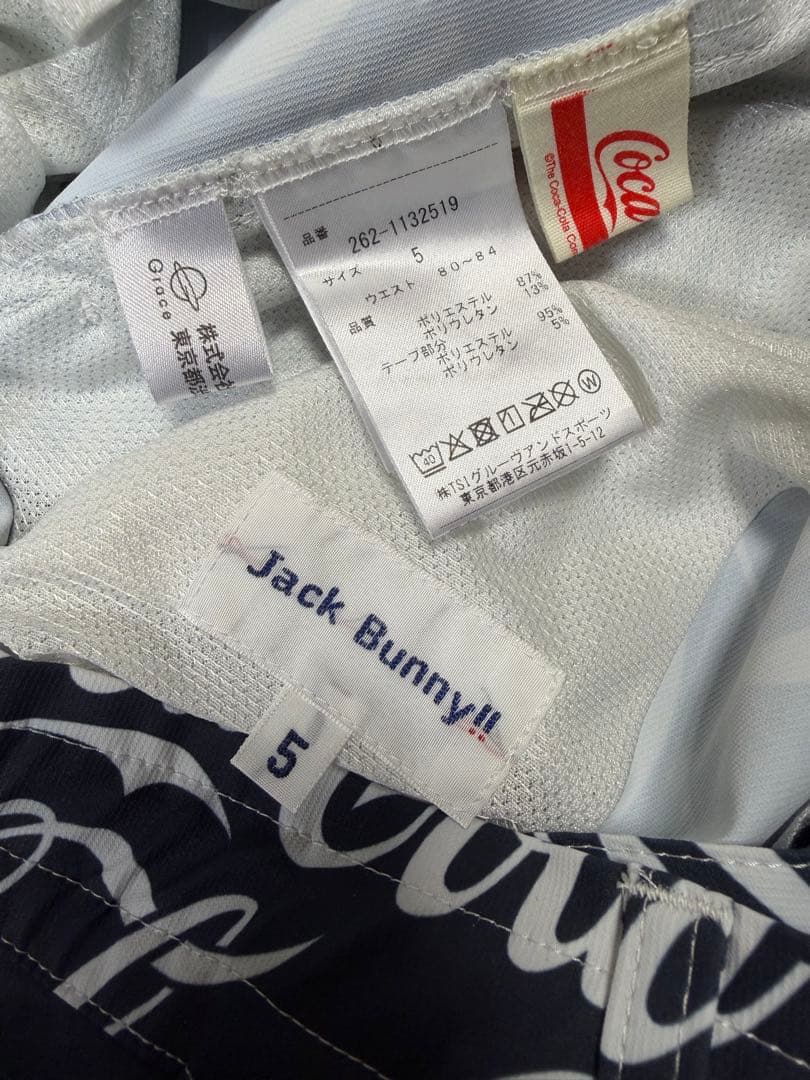 Coca
©The Coca-Cola Com
品番 262-1132519
サイズ 5
ウエスト 80〜84
品質 ポリエステル 87%
ポリウレタン 13%
テープ部分 ポリエステル 95%
ポリウレタン 5%
40
W
㈱TSIグルーヴアンドスポーツ
東京都港区元赤坂1-5-12
Grace
株式会社
東京都港
Jack Bunny!!
5